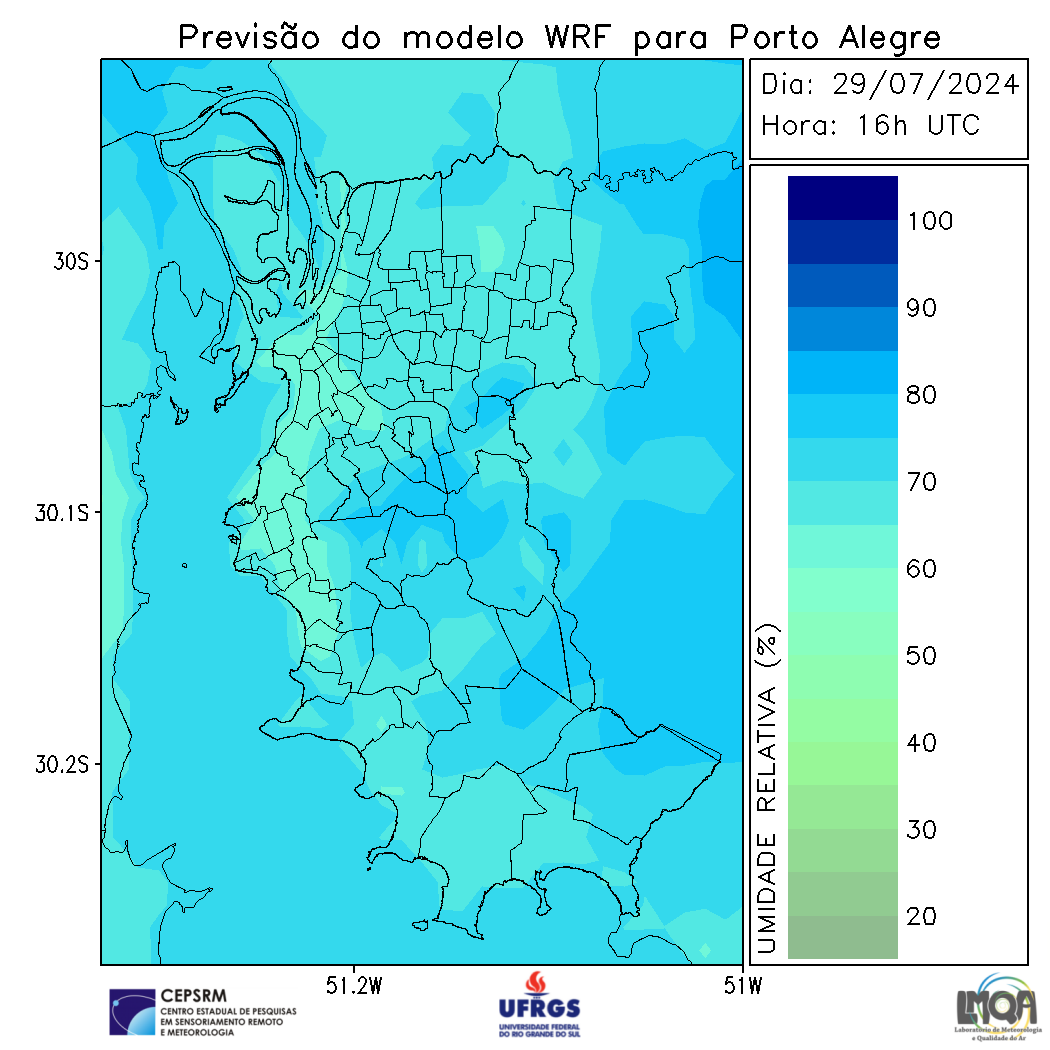 Previsão do modelo WRF para Porto Alegre
Dia: 29/07/2024
Hora: 16h UTC
30S
30.1S
30.2S
51.2W
51W
100
90
80
70
60
50
40
30
20
UMIDADE RELATIVA (%)
CEPSRM
CENTRO ESTADUAL DE PESQUISAS
EM SENSORIAMENTO REMOTO
E METEOROLOGIA
UFRGS
UNIVERSIDADE FEDERAL
DO RIO GRANDE DO SUL
LMQA
Laboratório de Meteorologia
e Qualidade do Ar